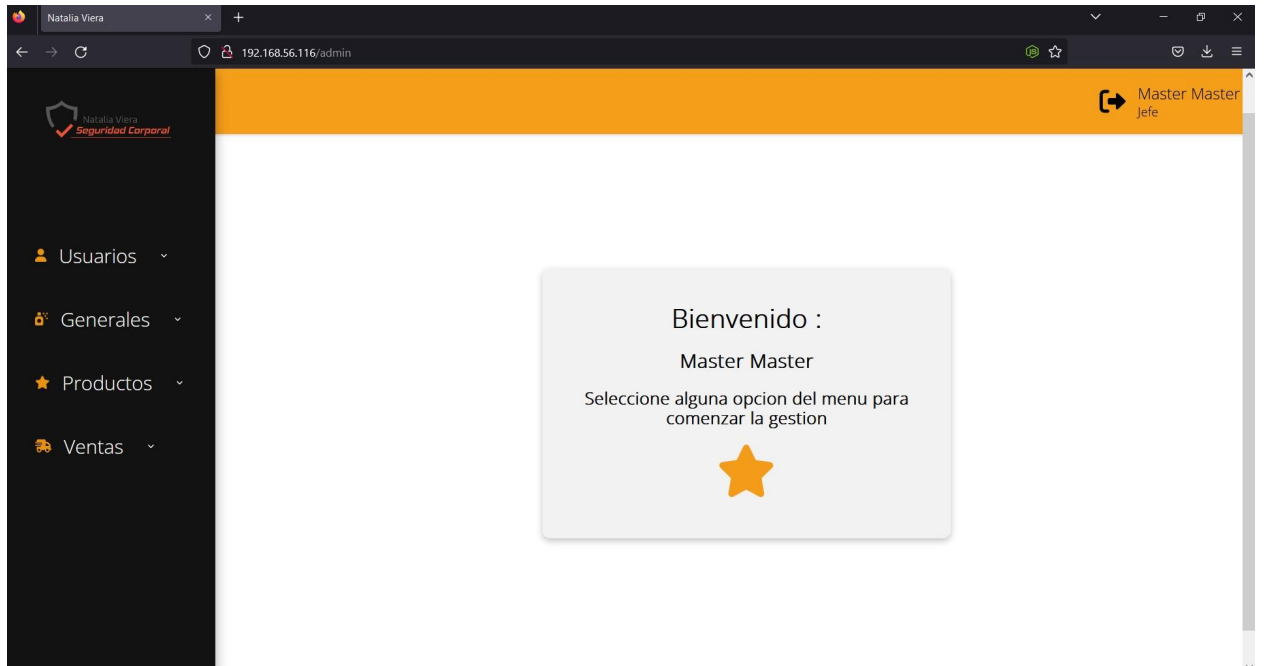 Natalia Viera
192.168.56.116/admin
Natalia Viera
Seguridad Corporal
Master Master
Jefe
Usuarios
Generales
Productos
Ventas
Bienvenido :
Master Master
Seleccione alguna opcion del menu para
comenzar la gestion